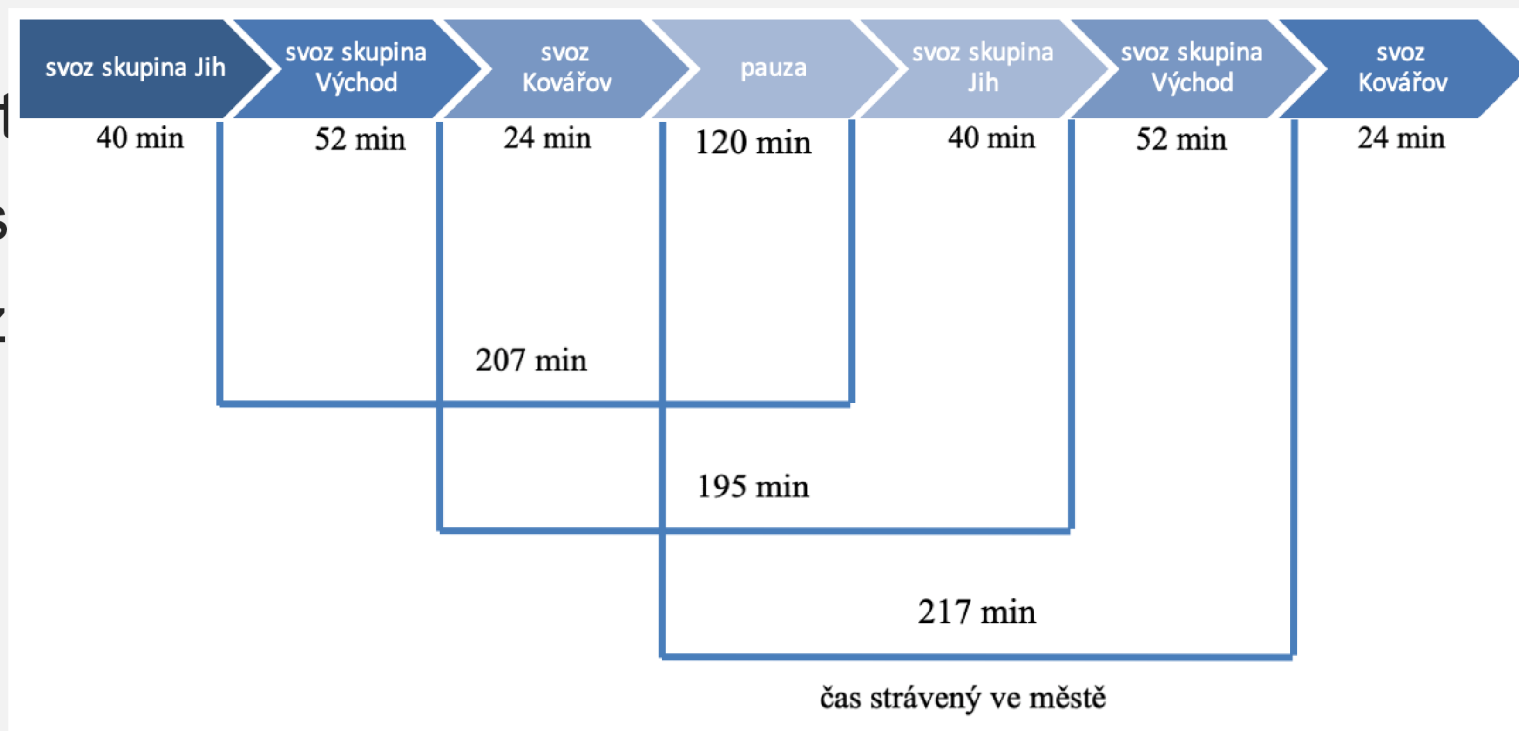 svoz skupina Jih
svoz skupina
Východ
svoz
Kovářov
pauza
svoz skupina
Jih
svoz skupina
Východ
svoz
Kovářov
40 min
52 min
24 min
120 min
40 min
52 min
24 min
207 min
195 min
217 min
čas strávený ve městě